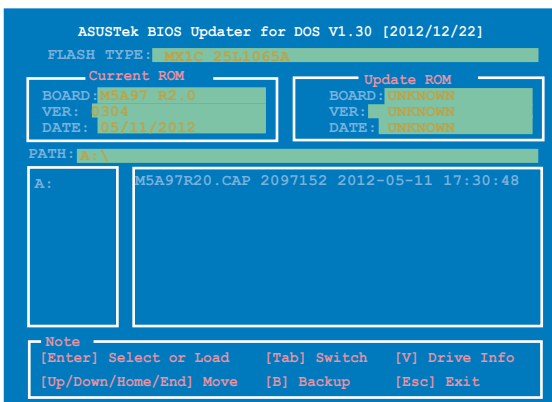 ASUSTek BIOS Updater for DOS V1.30 [2012/12/22]
FLASH TYPE: MX1C 25L1065A
Current ROM
BOARD: M5A97 R2.0
VER: 0304
DATE: 05/11/2012
Update ROM
BOARD: UNKNOWN
VER: UNKNOWN
DATE: UNKNOWN
PATH: A:\
A:
M5A97R20.CAP 2097152 2012-05-11 17:30:48
Note
[Enter] Select or Load [Tab] Switch [V] Drive Info
[Up/Down/Home/End] Move [B] Backup [Esc] Exit